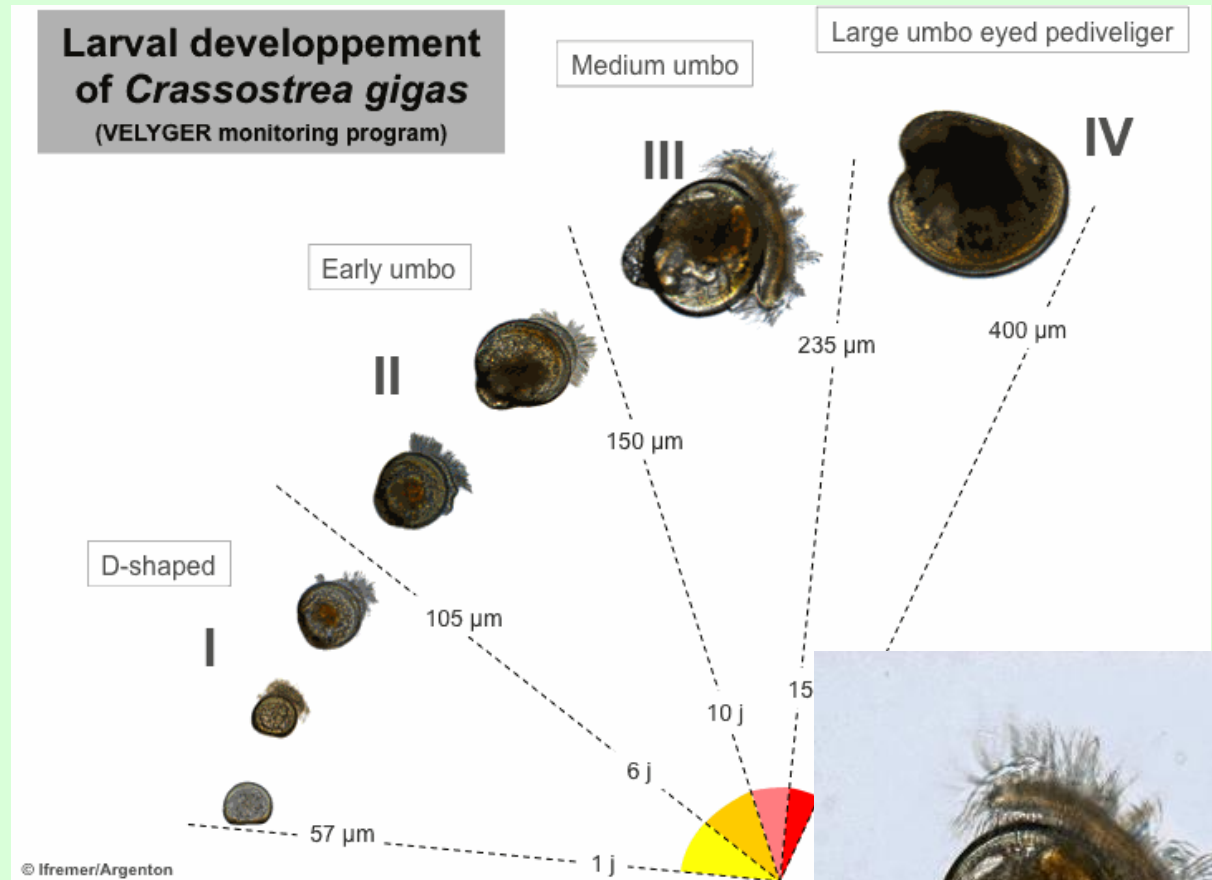 Larval developpement
of Crassostrea gigas
(VELYGER monitoring program)
Medium umbo
Large umbo eyed pediveliger
III
IV
Early umbo
II
235 µm
400 µm
150 µm
D-shaped
I
105 µm
15
10 j
6 j
57 µm
1 j
© Ifremer/Argenton